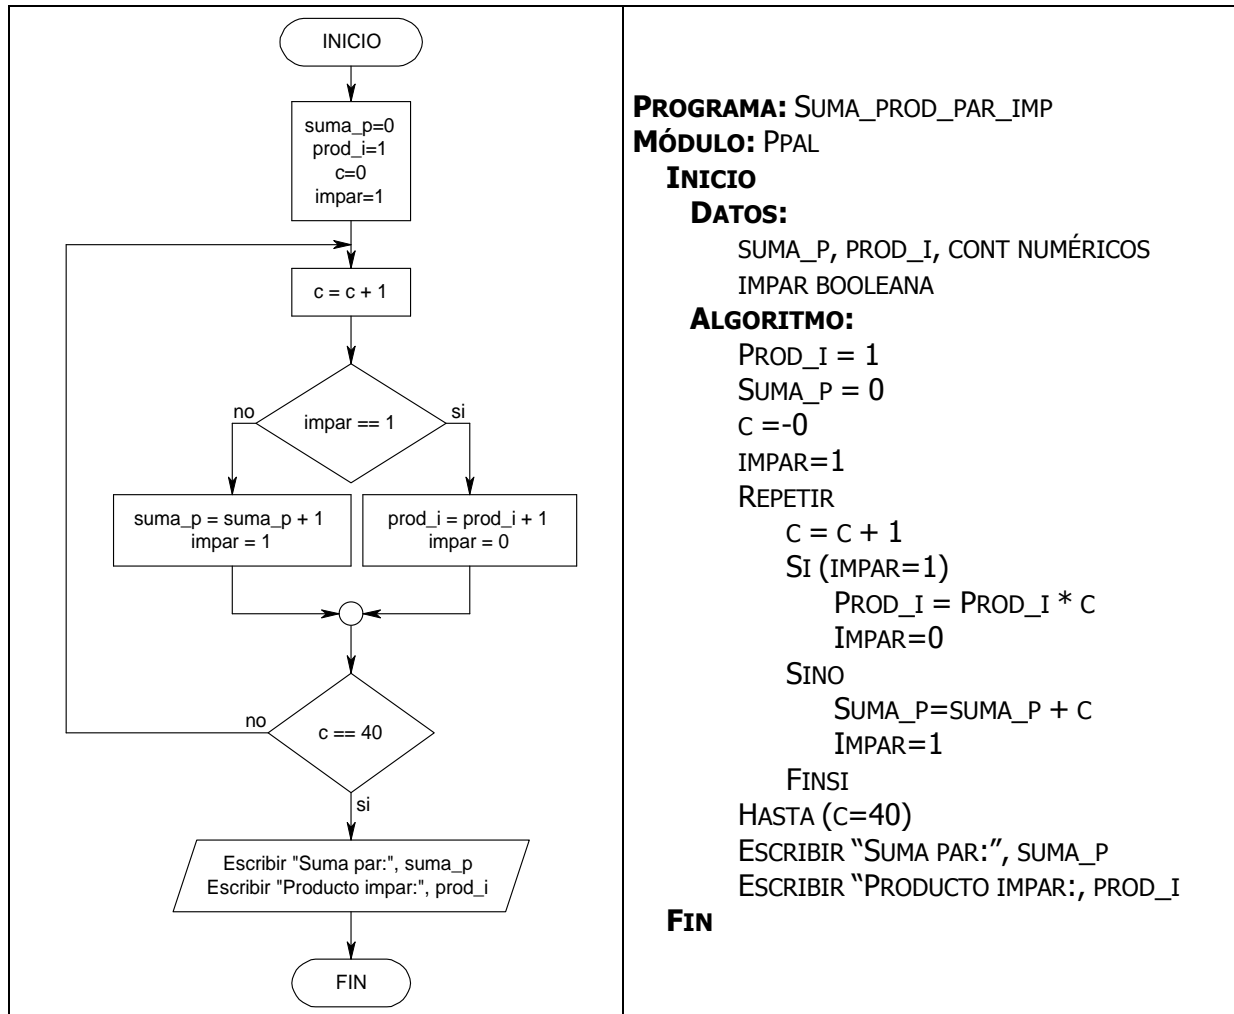 INICIO
suma_p=0
prod_i=1
c=0
impar=1
c = c + 1
impar == 1
no
si
suma_p = suma_p + 1
impar = 1
prod_i = prod_i + 1
impar = 0
c == 40
no
si
Escribir "Suma par:", suma_p
Escribir "Producto impar:", prod_i
FIN
PROGRAMA: SUMA_PROD_PAR_IMP
MÓDULO: PPAL
INICIO
DATOS:
SUMA_P, PROD_I, CONT NUMÉRICOS
IMPAR BOOLEANA
ALGORITMO:
PROD_I = 1
SUMA_P = 0
C =-0
IMPAR=1
REPETIR
C = C + 1
SI (IMPAR=1)
PROD_I = PROD_I * C
IMPAR=0
SINO
SUMA_P=SUMA_P + C
IMPAR=1
FINSI
HASTA (C=40)
ESCRIBIR “SUMA PAR:”, SUMA_P
ESCRIBIR “PRODUCTO IMPAR:, PROD_I
FIN